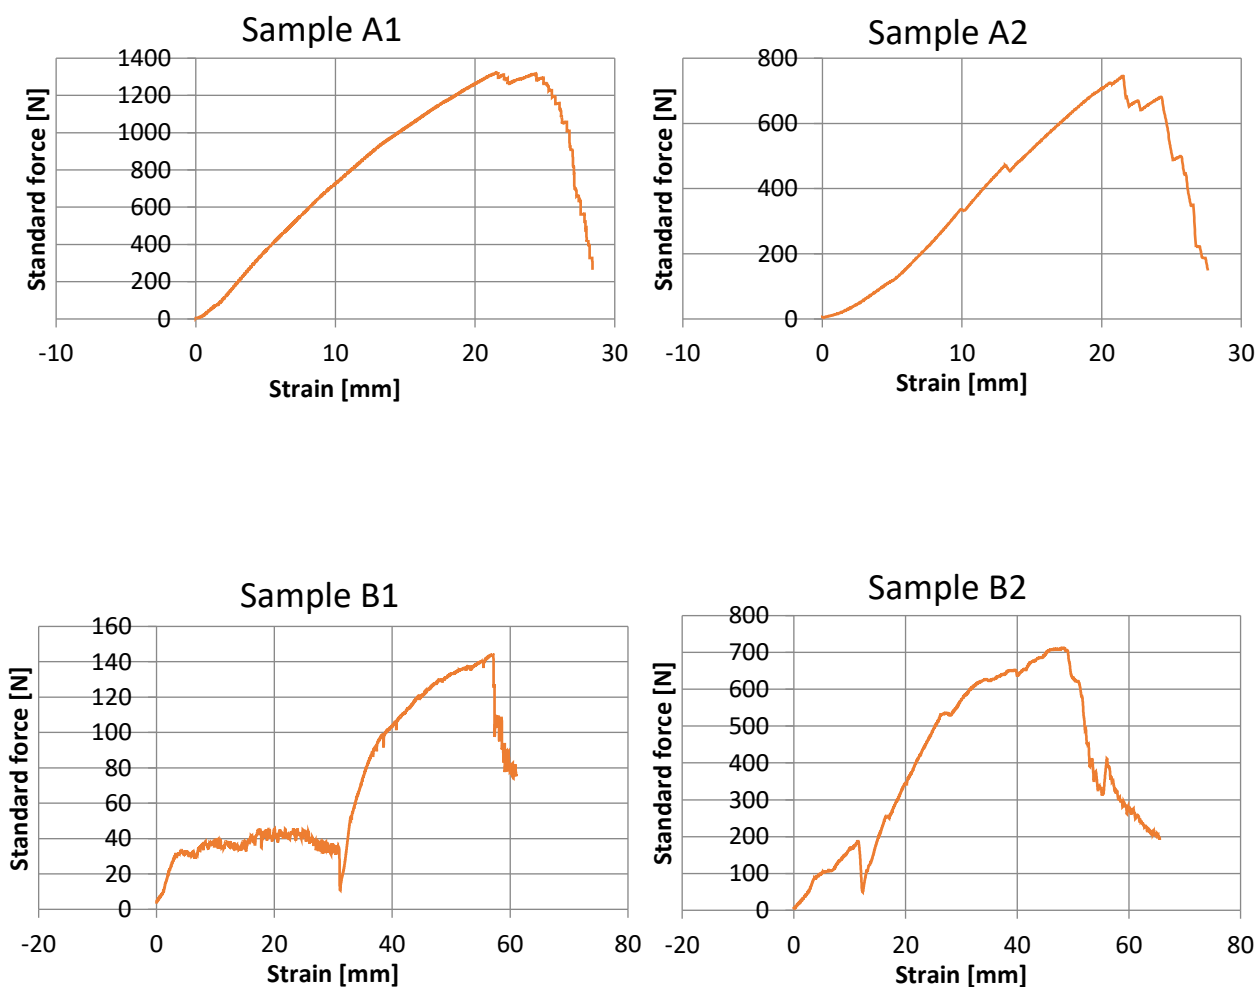 Sample A1
Standard force [N]
1400
1200
1000
800
600
400
200
0
-10 0 10 20 30
Strain [mm]
Sample A2
Standard force [N]
800
600
400
200
0
-10 0 10 20 30
Strain [mm]
Sample B1
Standard force [N]
160
140
120
100
80
60
40
20
0
-20 0 20 40 60 80
Strain [mm]
Sample B2
Standard force [N]
800
700
600
500
400
300
200
100
0
-20 0 20 40 60 80
Strain [mm]